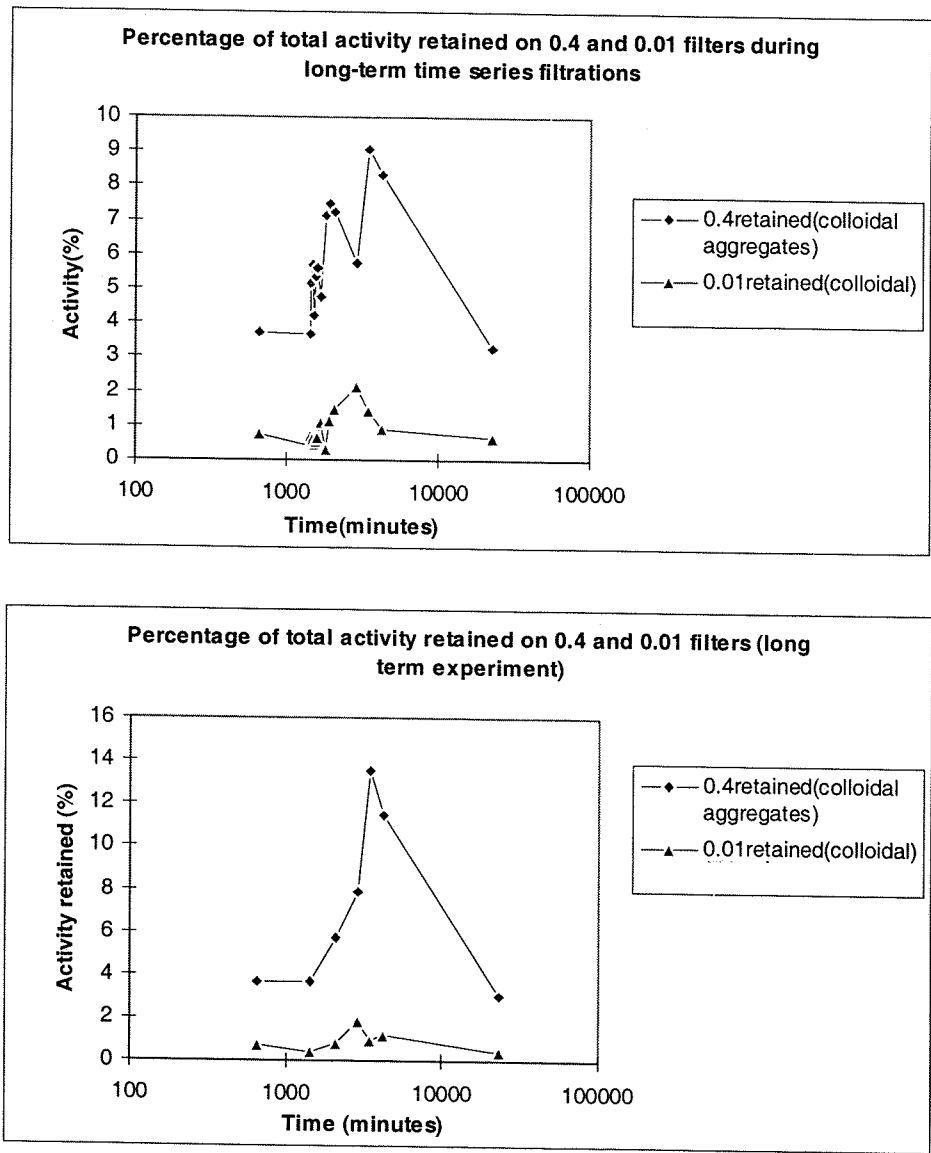 Percentage of total activity retained on 0.4 and 0.01 filters during
long-term time series filtrations
10
9
8
7
6
5
4
3
2
1
0
Activity(%)
100
1000
10000
100000
Time(minutes)
0.4retained(colloidal
aggregates)
0.01retained(colloidal)
Percentage of total activity retained on 0.4 and 0.01 filters (long
term experiment)
16
14
12
10
8
6
4
2
0
Activity retained (%)
100
1000
10000
100000
Time (minutes)
0.4retained(colloidal
aggregates)
0.01retained(colloidal)